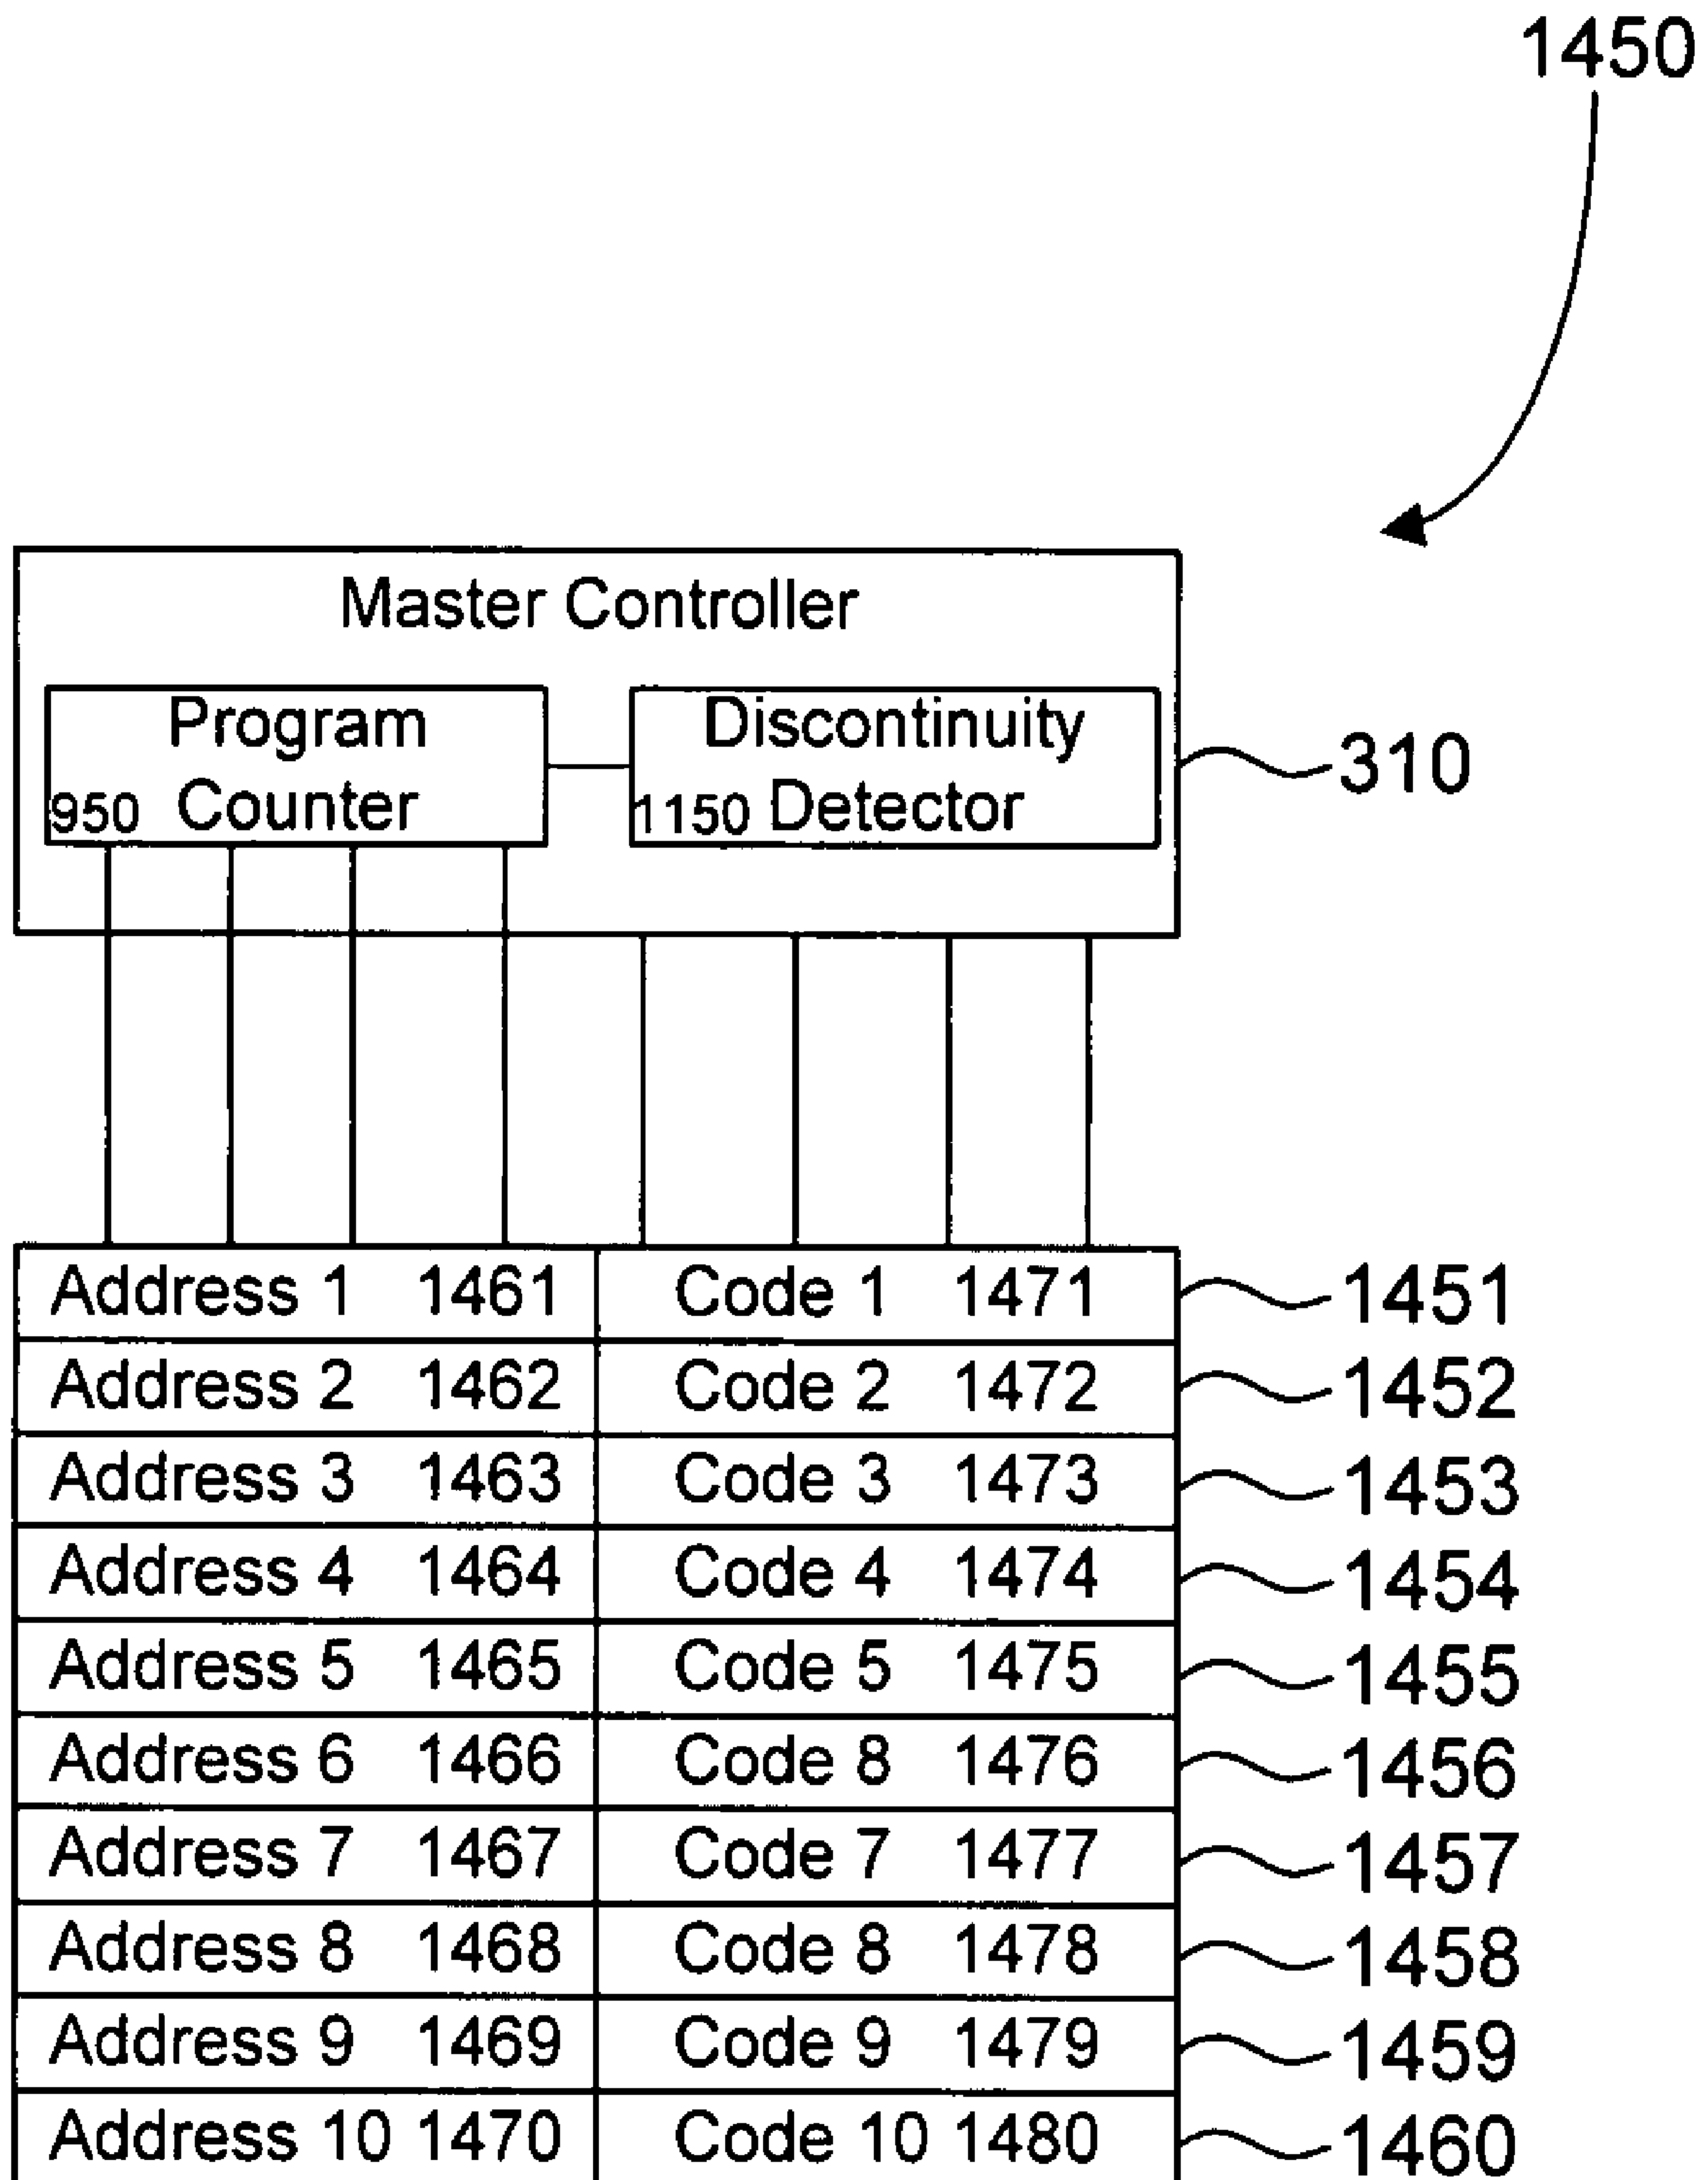 1450
Master Controller
Program
Counter
950
Discontinuity
Detector
1150
310
Address 1 1461 Code 1 1471 1451
Address 2 1462 Code 2 1472 1452
Address 3 1463 Code 3 1473 1453
Address 4 1464 Code 4 1474 1454
Address 5 1465 Code 5 1475 1455
Address 6 1466 Code 8 1476 1456
Address 7 1467 Code 7 1477 1457
Address 8 1468 Code 8 1478 1458
Address 9 1469 Code 9 1479 1459
Address 10 1470 Code 10 1480 1460